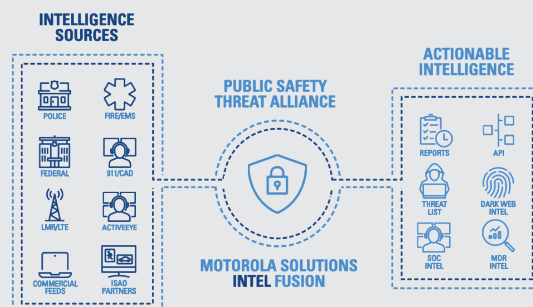 INTELLIGENCE
SOURCES
POLICE
FIRE/EMS
FEDERAL
911/CAD
LMR/LTE
ACTIVEEYE
COMMERCIAL
FEEDS
ISAO
PARTNERS
PUBLIC SAFETY
THREAT ALLIANCE
MOTOROLA SOLUTIONS
INTEL FUSION
ACTIONABLE
INTELLIGENCE
REPORTS
API
THREAT
LIST
DARK WEB
INTEL
SOC
INTEL
MDR
INTEL